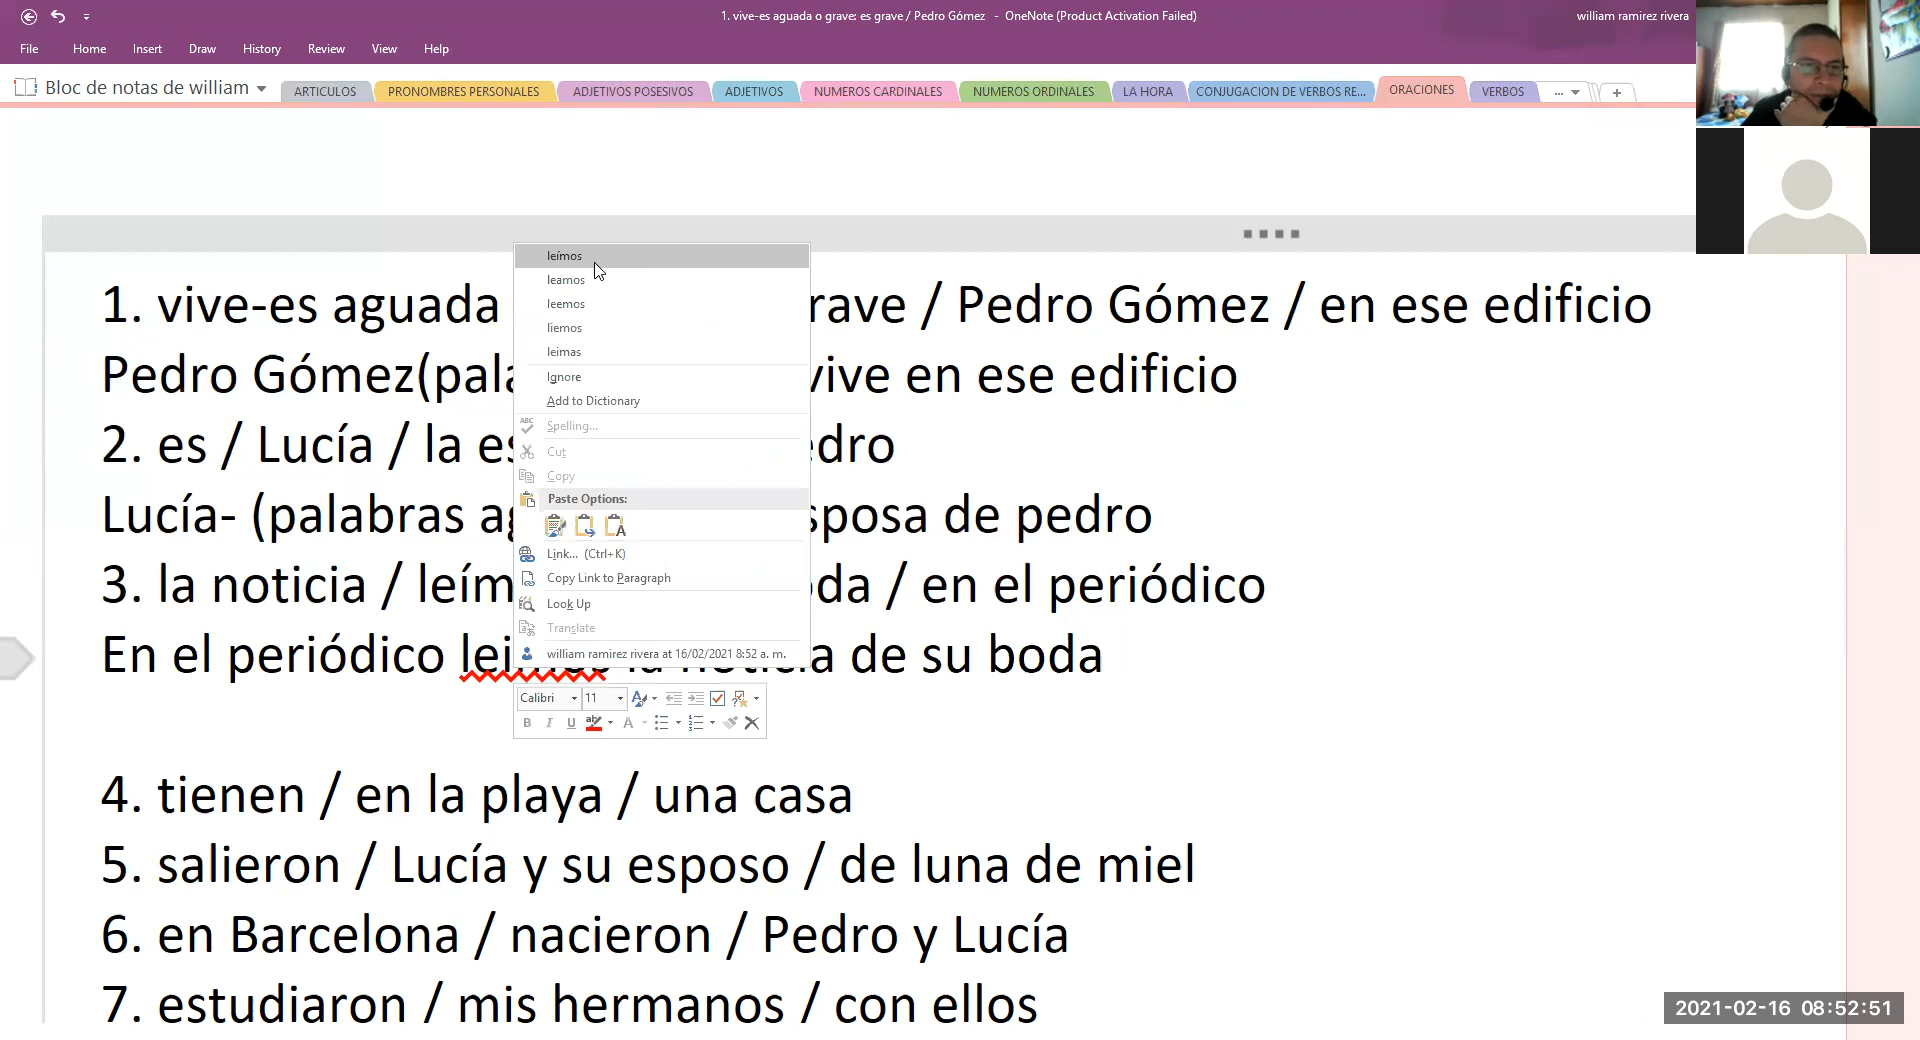 1. vive-es aguada o grave: es grave / Pedro Gómez - OneNote (Product Activation Failed)
william ramirez rivera
File Home Insert Draw History Review View Help
Bloc de notas de william
ARTICULOS PRONOMBRES PERSONALES ADJETIVOS POSESIVOS ADJETIVOS NUMEROS CARDINALES NUMEROS ORDINALES LA HORA CONJUGACION DE VERBOS RE... ORACIONES VERBOS ... +
1. vive-es aguada rave / Pedro Gómez / en ese edificio
Pedro Gómez(pala vive en ese edificio
2. es / Lucía / la es edro
Lucía- (palabras ag sposa de pedro
3. la noticia / leím oda / en el periódico
En el periódico leimos la noticia de su boda
4. tienen / en la playa / una casa
5. salieron / Lucía y su esposo / de luna de miel
6. en Barcelona / nacieron / Pedro y Lucía
7. estudiaron / mis hermanos / con ellos
leímos
leamos
leemos
liemos
leimas
Ignore
Add to Dictionary
ABC Spelling...
Cut
Copy
Paste Options:
Link... (Ctrl+K)
Copy Link to Paragraph
Look Up
Translate
william ramirez rivera at 16/02/2021 8:52 a. m.
Calibri 11
B I U ab A
2021-02-16 08:52:51